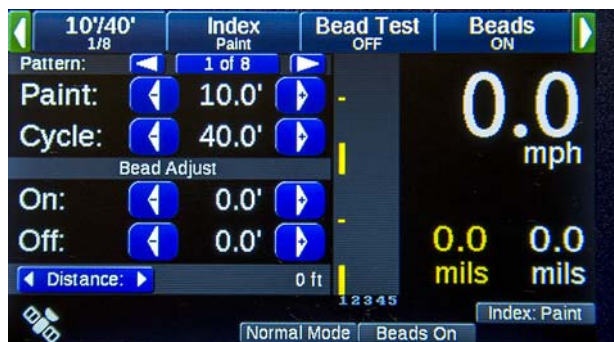 10'/40'
1/8
Index
Paint
Bead Test
OFF
Beads
ON
Pattern:
1 of 8
Paint:
- 10.0' +
Cycle:
- 40.0' +
Bead Adjust
On:
- 0.0' +
Off:
- 0.0' +
Distance:
0 ft
12345
0.0
mph
0.0 0.0
mils mils
Index: Paint
Normal Mode
Beads On